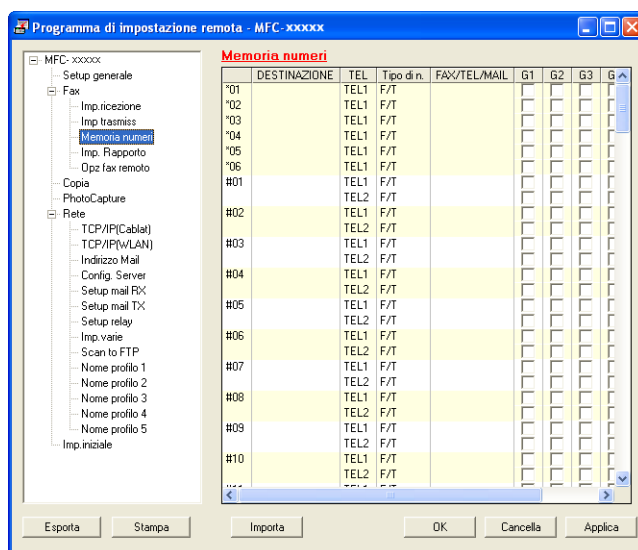 Programma di impostazione remota - MFC-xxxxx
MFC- xxxxx
Setup generale
Fax
Imp.ricezione
Imp trasmiss
Memoria numeri
Imp. Rapporto
Opz fax remoto
Copia
PhotoCapture
Rete
TCP/IP(Cablat)
TCP/IP(WLAN)
Indirizzo Mail
Config. Server
Setup mail RX
Setup mail TX
Setup relay
Imp.varie
Scan to FTP
Nome profilo 1
Nome profilo 2
Nome profilo 3
Nome profilo 4
Nome profilo 5
Imp.iniziale
Memoria numeri
DESTINAZIONE TEL Tipo di n. FAX/TEL/MAIL G1 G2 G3 G
*01 TEL1 F/T
*02 TEL1 F/T
*03 TEL1 F/T
*04 TEL1 F/T
*05 TEL1 F/T
*06 TEL1 F/T
#01 TEL1 F/T
TEL2 F/T
#02 TEL1 F/T
TEL2 F/T
#03 TEL1 F/T
TEL2 F/T
#04 TEL1 F/T
TEL2 F/T
#05 TEL1 F/T
TEL2 F/T
#06 TEL1 F/T
TEL2 F/T
#07 TEL1 F/T
TEL2 F/T
#08 TEL1 F/T
TEL2 F/T
#09 TEL1 F/T
TEL2 F/T
#10 TEL1 F/T
TEL2 F/T
Esporta Stampa Importa OK Cancella Applica